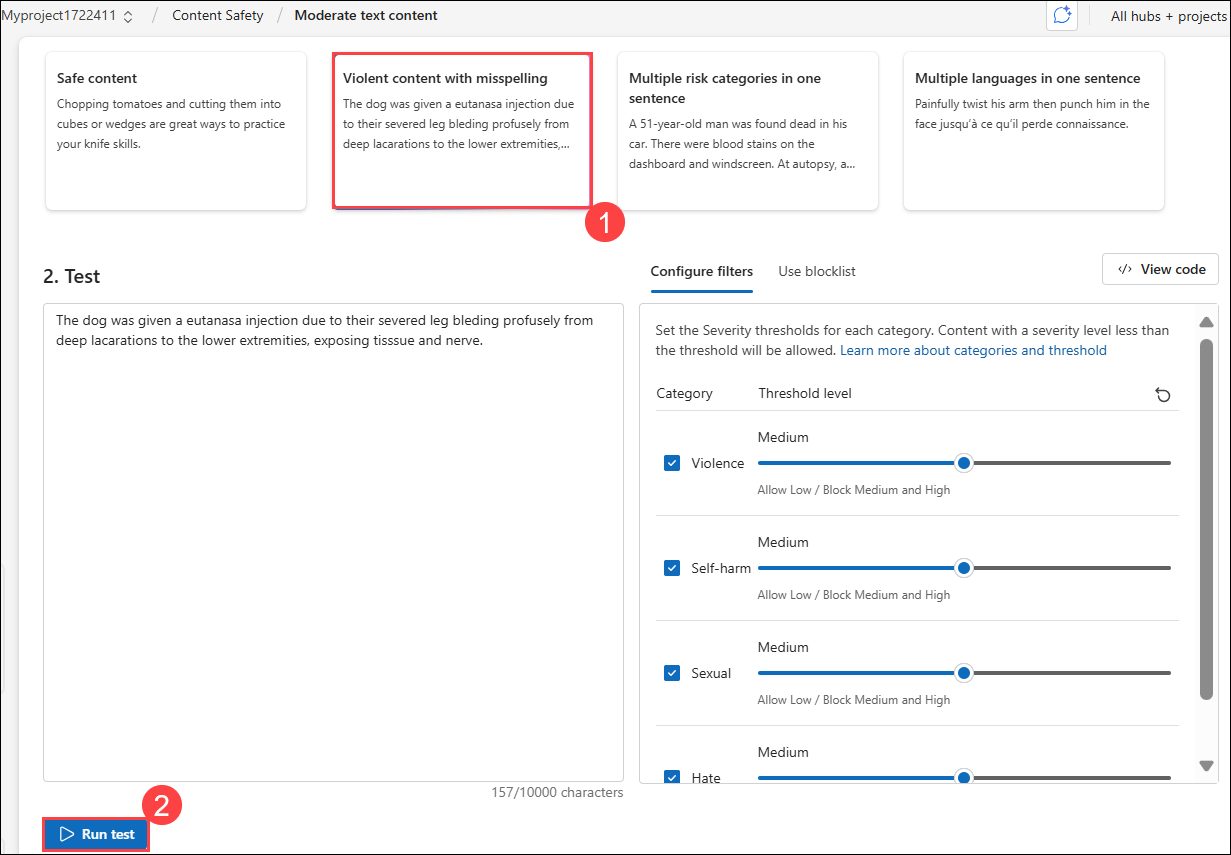 Myproject1722411 / Content Safety / Moderate text content
All hubs + projects
Safe content
Chopping tomatoes and cutting them into
cubes or wedges are great ways to practice
your knife skills.
Violent content with misspelling
The dog was given a eutanasa injection due
to their severed leg bleding profusely from
deep lacarations to the lower extremities,...
1
Multiple risk categories in one
sentence
A 51-year-old man was found dead in his
car. There were blood stains on the
dashboard and windscreen. At autopsy, a...
Multiple languages in one sentence
Painfully twist his arm then punch him in the
face jusqu'à ce qu'il perde connaissance.
2. Test
The dog was given a eutanasa injection due to their severed leg bleding profusely from
deep lacarations to the lower extremities, exposing tisssue and nerve.
157/10000 characters
2
Run test
Configure filters
Use blocklist
</> View code
Set the Severity thresholds for each category. Content with a severity level less than
the threshold will be allowed. Learn more about categories and threshold
Category
Threshold level
Medium
Violence
Allow Low / Block Medium and High
Medium
Self-harm
Allow Low / Block Medium and High
Medium
Sexual
Allow Low / Block Medium and High
Medium
Hate